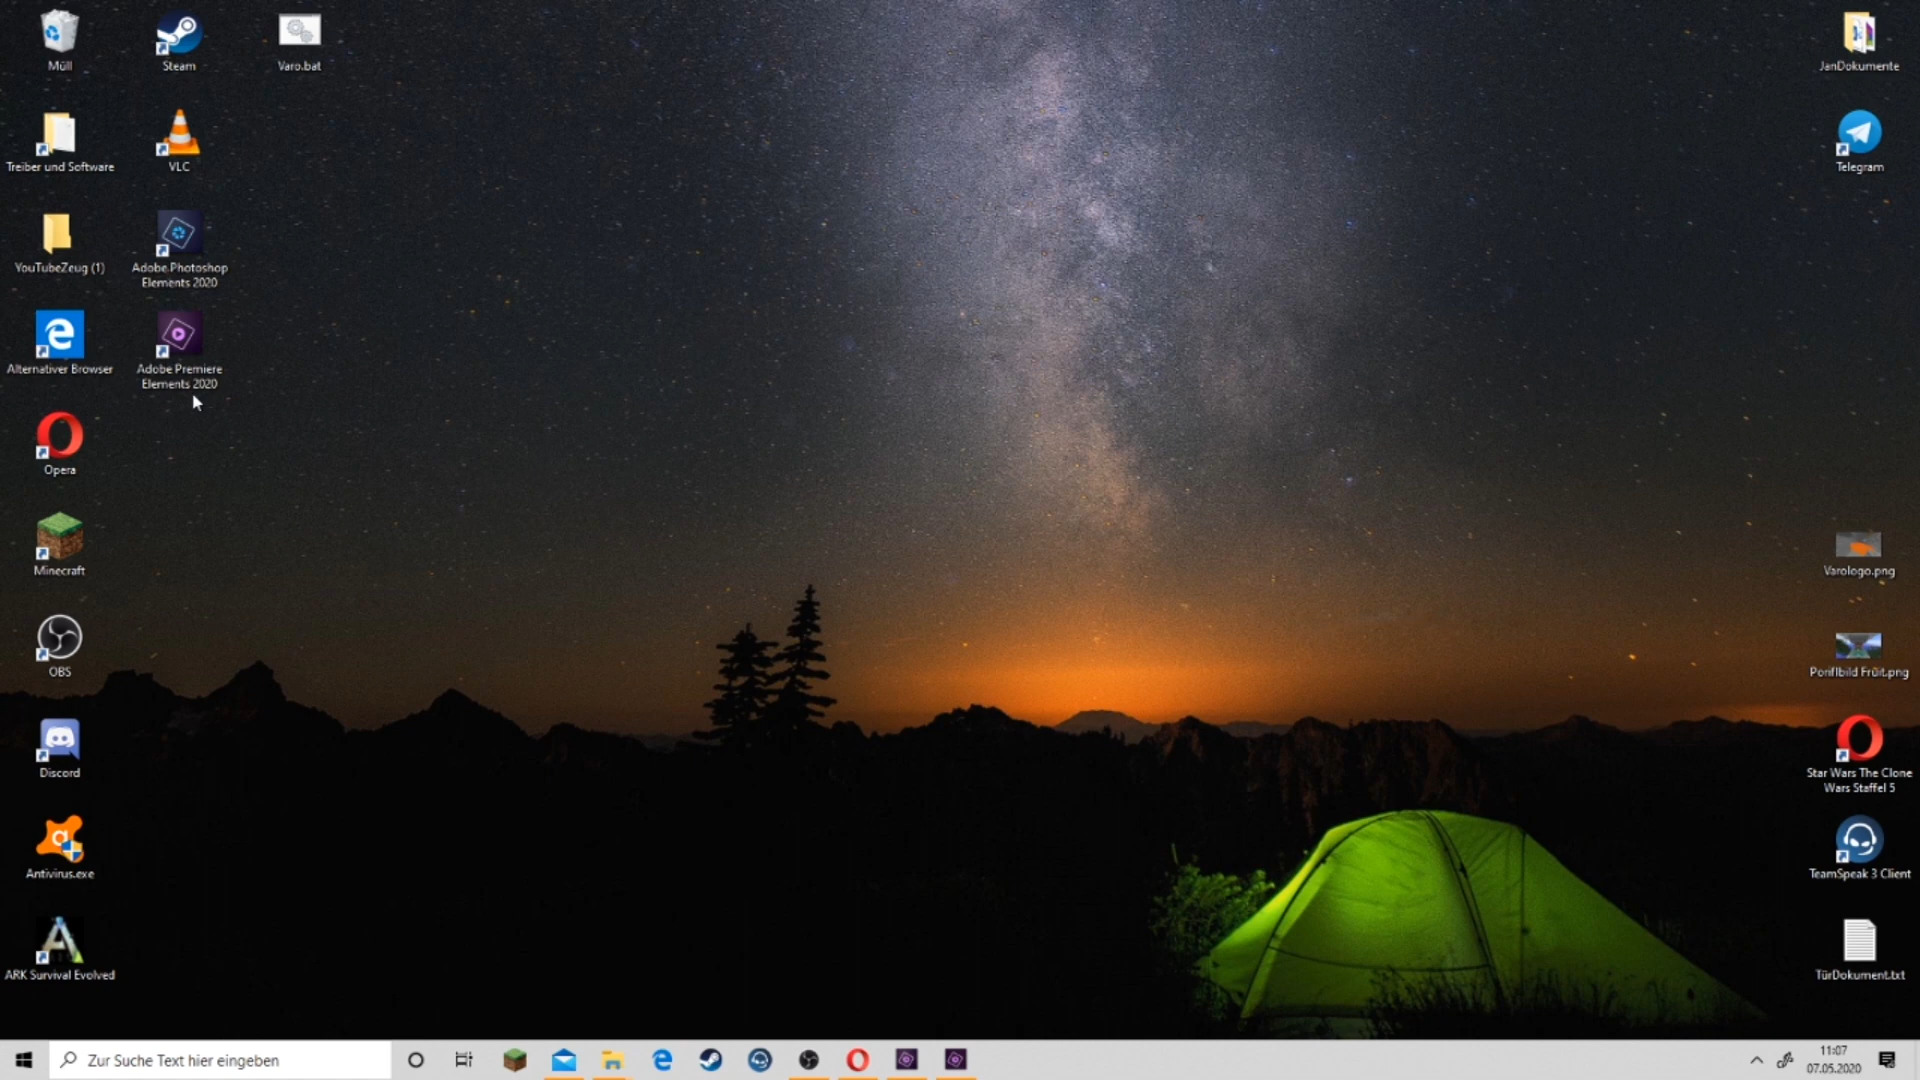 Müll
Steam
Varo.bat
JanDokumente
Treiber und Software
VLC
Telegram
YouTubeZeug (1)
Adobe Photoshop
Elements 2020
Alternativer Browser
Adobe Premiere
Elements 2020
Opera
Minecraft
Varologo.png
OBS
Poriflbild Früit.png
Discord
Star Wars The Clone
Wars Staffel 5
Antivirus.exe
TeamSpeak 3 Client
ARK Survival Evolved
TürDokument.txt
Zur Suche Text hier eingeben
11:07
07.05.2020